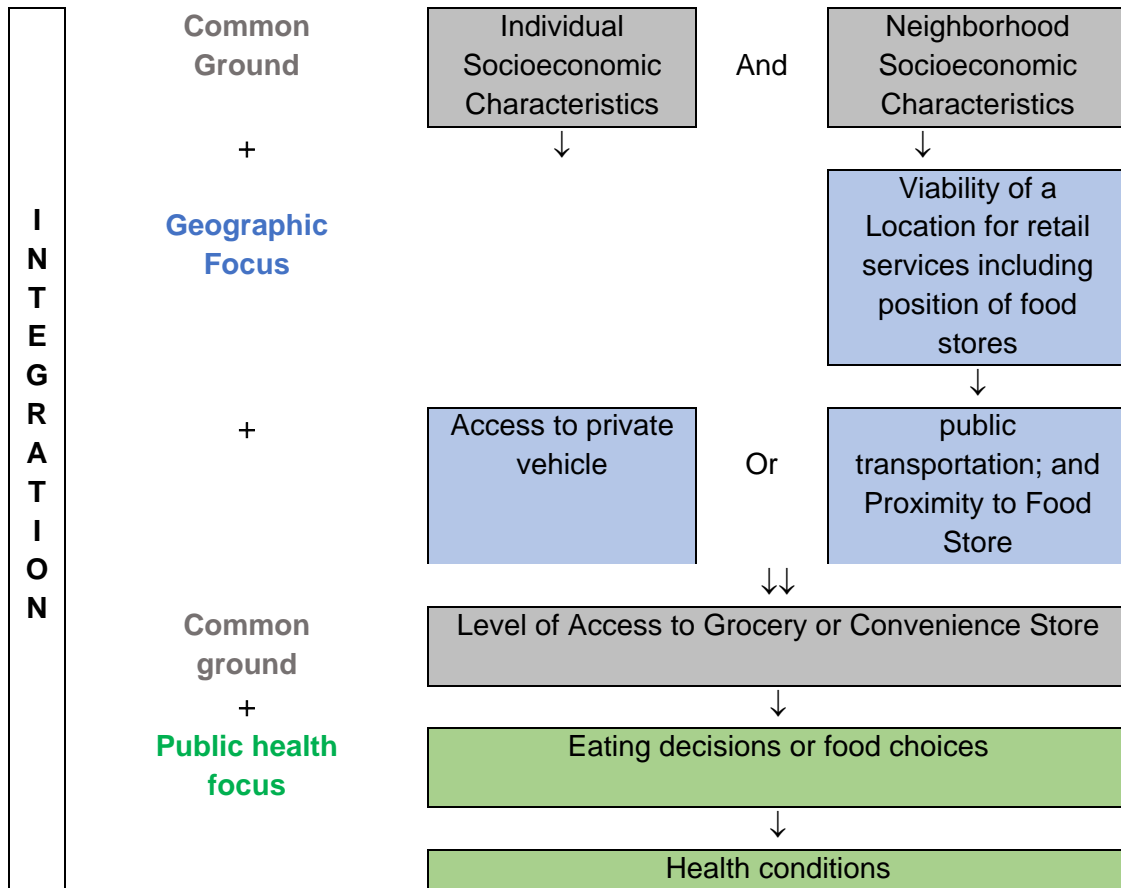 INTEGRATION
Common
Ground
Individual
Socioeconomic
Characteristics
And
Neighborhood
Socioeconomic
Characteristics
+
↓
↓
Geographic
Focus
Viability of a
Location for retail
services including
position of food
stores
↓
+
Access to private
vehicle
Or
public
transportation; and
Proximity to Food
Store
↓↓
Common
ground
Level of Access to Grocery or Convenience Store
+
↓
Public health
focus
Eating decisions or food choices
↓
Health conditions